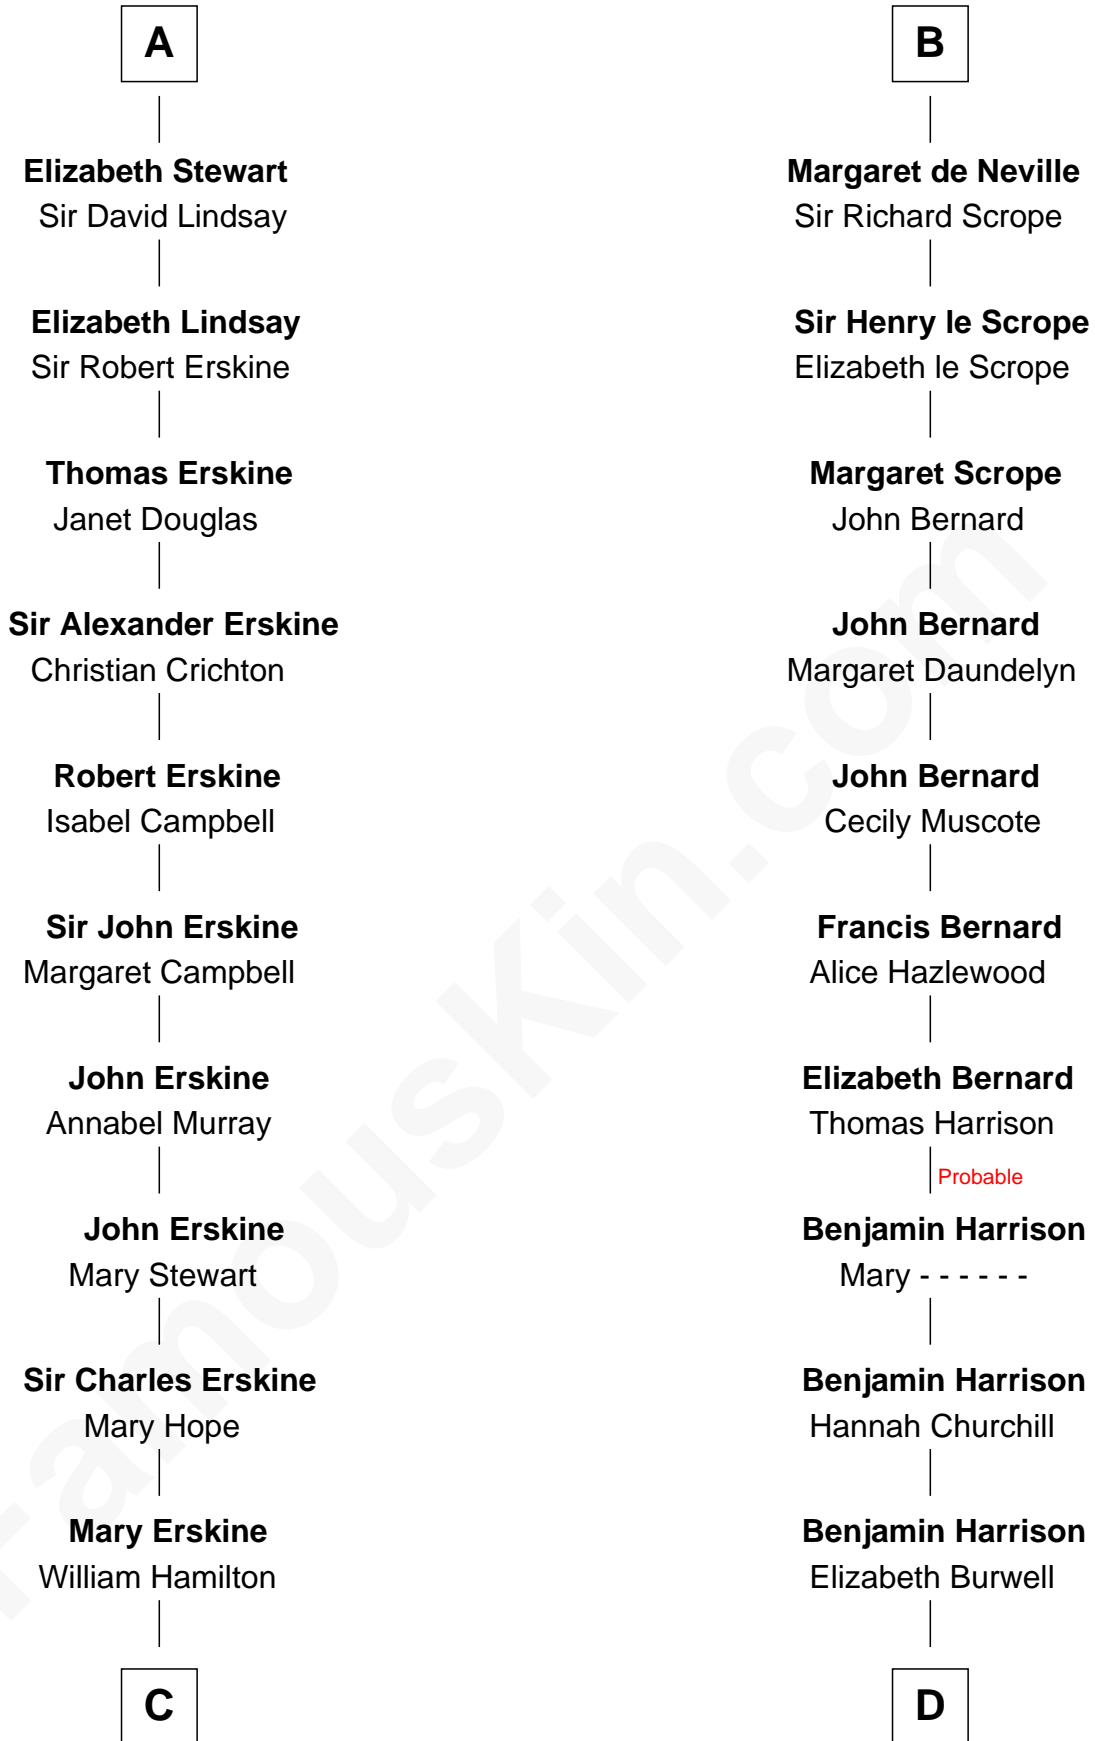 A
Elizabeth Stewart
Sir David Lindsay
Elizabeth Lindsay
Sir Robert Erskine
Thomas Erskine
Janet Douglas
Sir Alexander Erskine
Christian Crichton
Robert Erskine
Isabel Campbell
Sir John Erskine
Margaret Campbell
John Erskine
Annabel Murray
John Erskine
Mary Stewart
Sir Charles Erskine
Mary Hope
Mary Erskine
William Hamilton
C
B
Margaret de Neville
Sir Richard Scrope
Sir Henry le Scrope
Elizabeth le Scrope
Margaret Scrope
John Bernard
John Bernard
Margaret Daundelyn
John Bernard
Cecily Muscote
Francis Bernard
Alice Hazlewood
Elizabeth Bernard
Thomas Harrison
Probable
Benjamin Harrison
Mary - - - - - -
Benjamin Harrison
Hannah Churchill
Benjamin Harrison
Elizabeth Burwell
D
FamousKin.com